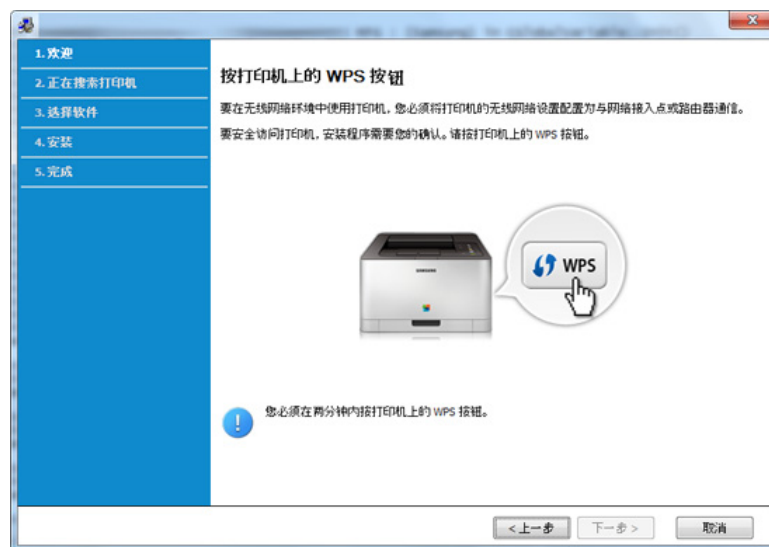 1. 欢迎
2. 正在搜索打印机
3. 选择软件
4. 安装
5. 完成
按打印机上的 WPS 按钮
要在无线网络环境中使用打印机，您必须将打印机的无线网络设置配置为与网络接入点或路由器通信。
要安全访问打印机，安装程序需要您的确认。请按打印机上的 WPS 按钮。
SAMSUNG
WPS
您必须在两分钟内按打印机上的 WPS 按钮。
<上一步
下一步>
取消